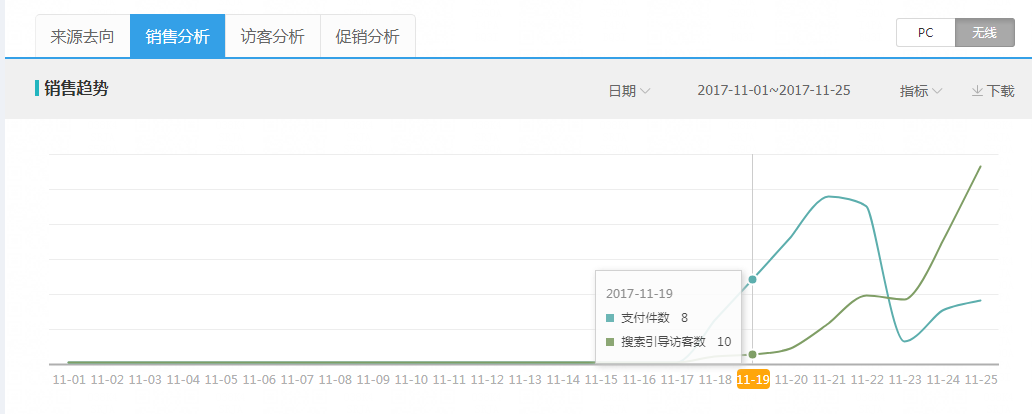 来源去向 销售分析 访客分析 促销分析 PC 无线
销售趋势 日期 2017-11-01~2017-11-25 指标 下载
2017-11-19
支付件数 8
搜索引导访客数 10
11-01 11-02 11-03 11-04 11-05 11-06 11-07 11-08 11-09 11-10 11-11 11-12 11-13 11-14 11-15 11-16 11-17 11-18 11-19 11-20 11-21 11-22 11-23 11-24 11-25